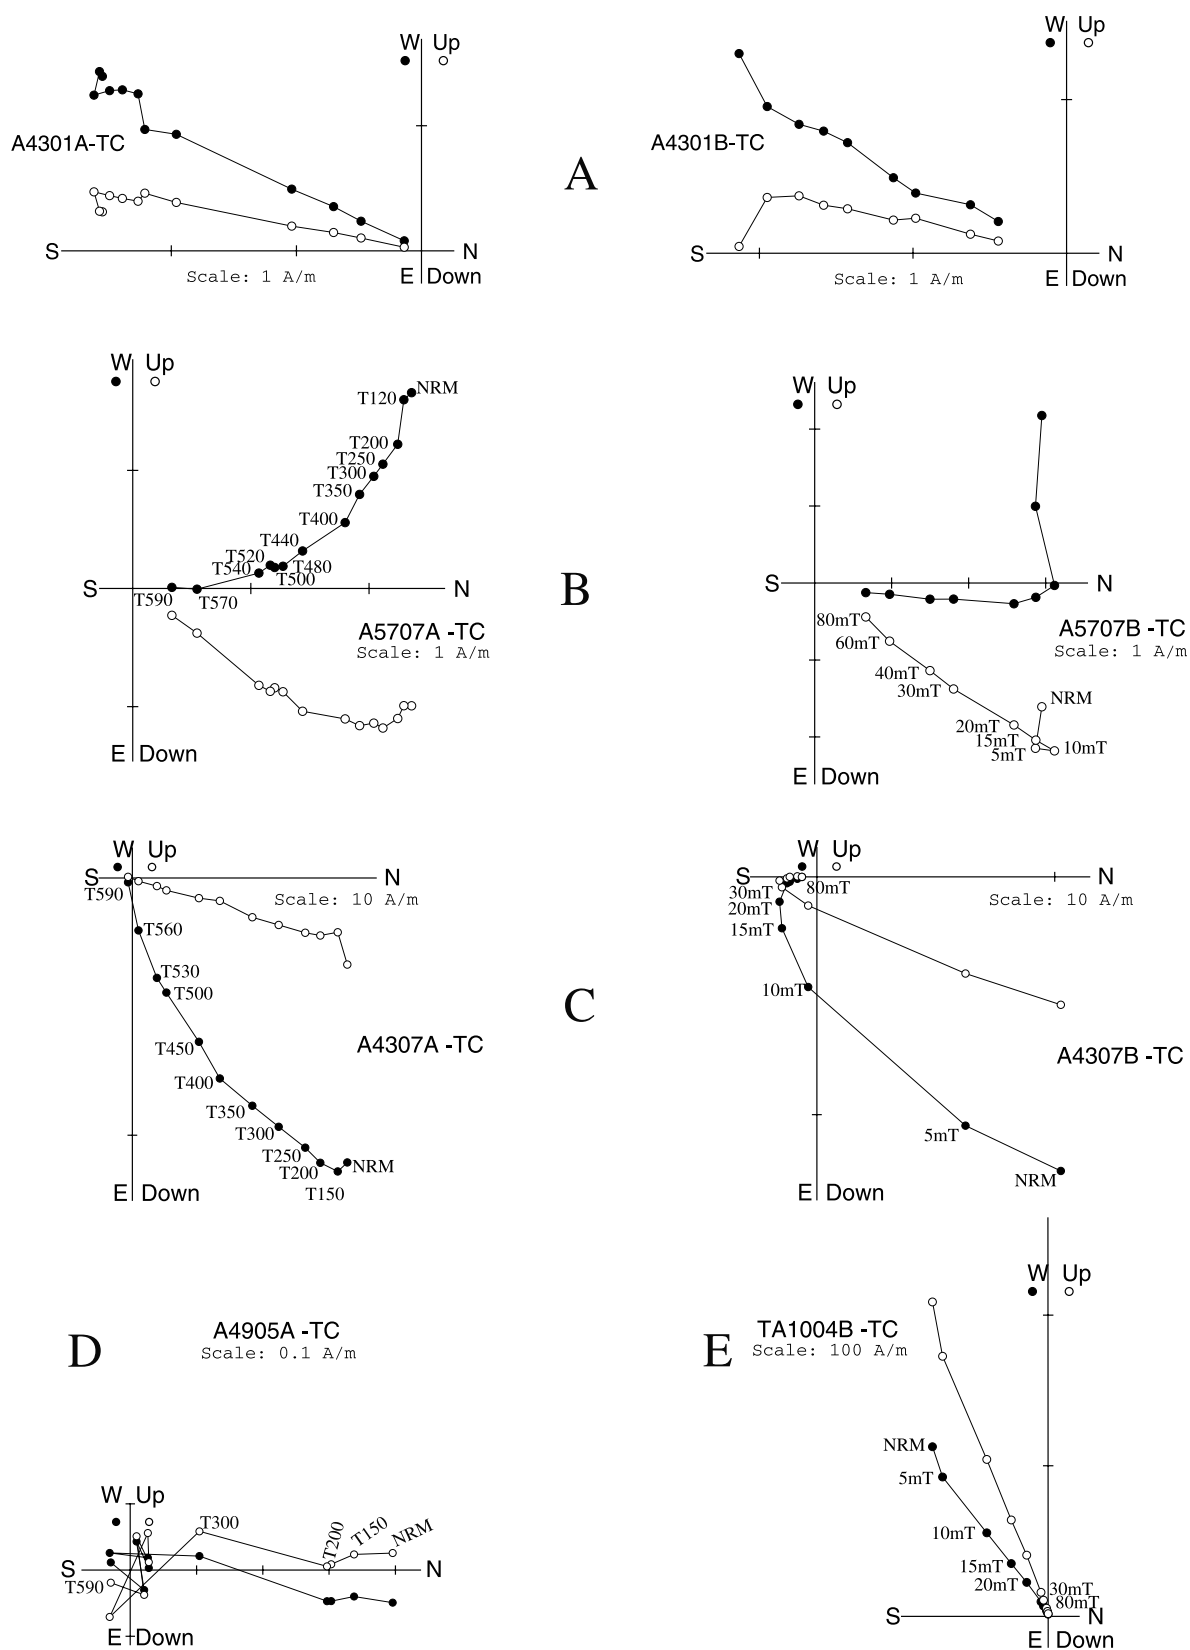 W Up
A4301A-TC
S N
Scale: 1 A/m
E Down
A
W Up
A4301B-TC
S N
Scale: 1 A/m
E Down
W Up
NRM
T120
T200
T250
T300
T350
T400
T440
T520
T480
T540
T500
S N
T590
T570
A5707A -TC
Scale: 1 A/m
E Down
B
W Up
S N
A5707B -TC
Scale: 1 A/m
80mT
60mT
40mT
30mT
NRM
20mT
15mT
10mT
5mT
E Down
W Up
S N
T590
Scale: 10 A/m
T560
T530
T500
T450
A4307A -TC
T400
T350
T300
T250
NRM
T200
T150
E Down
C
W Up
S N
30mT
80mT
Scale: 10 A/m
20mT
15mT
10mT
A4307B -TC
5mT
NRM
E Down
D
A4905A -TC
Scale: 0.1 A/m
W Up
T300
T200
T150
NRM
S N
T590
E Down
W Up
E
TA1004B -TC
Scale: 100 A/m
NRM
5mT
10mT
15mT
20mT
30mT
80mT
S N
E Down